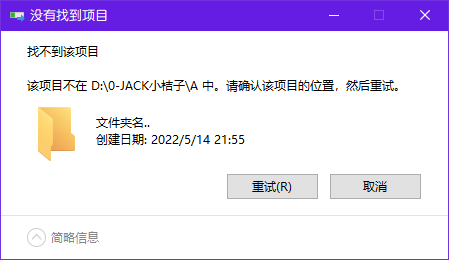 没有找到项目
找不到该项目
该项目不在 D:\0-JACK小桔子\A 中。请确认该项目的位置，然后重试。
文件夹名..
创建日期: 2022/5/14 21:55
重试(R)
取消
简略信息